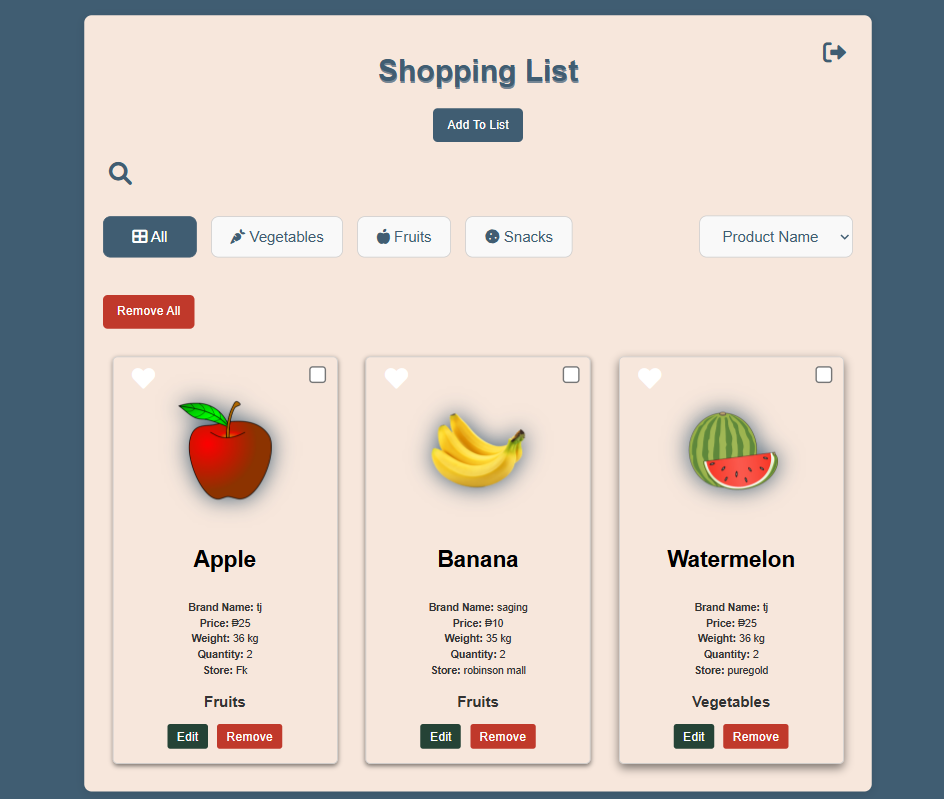 Shopping List
Add To List
All
Vegetables
Fruits
Snacks
Product Name
Remove All
Apple
Brand Name: tj
Price: ₱25
Weight: 36 kg
Quantity: 2
Store: Fk
Fruits
Edit
Remove
Banana
Brand Name: saging
Price: ₱10
Weight: 35 kg
Quantity: 2
Store: robinson mall
Fruits
Edit
Remove
Watermelon
Brand Name: tj
Price: ₱25
Weight: 36 kg
Quantity: 2
Store: puregold
Vegetables
Edit
Remove